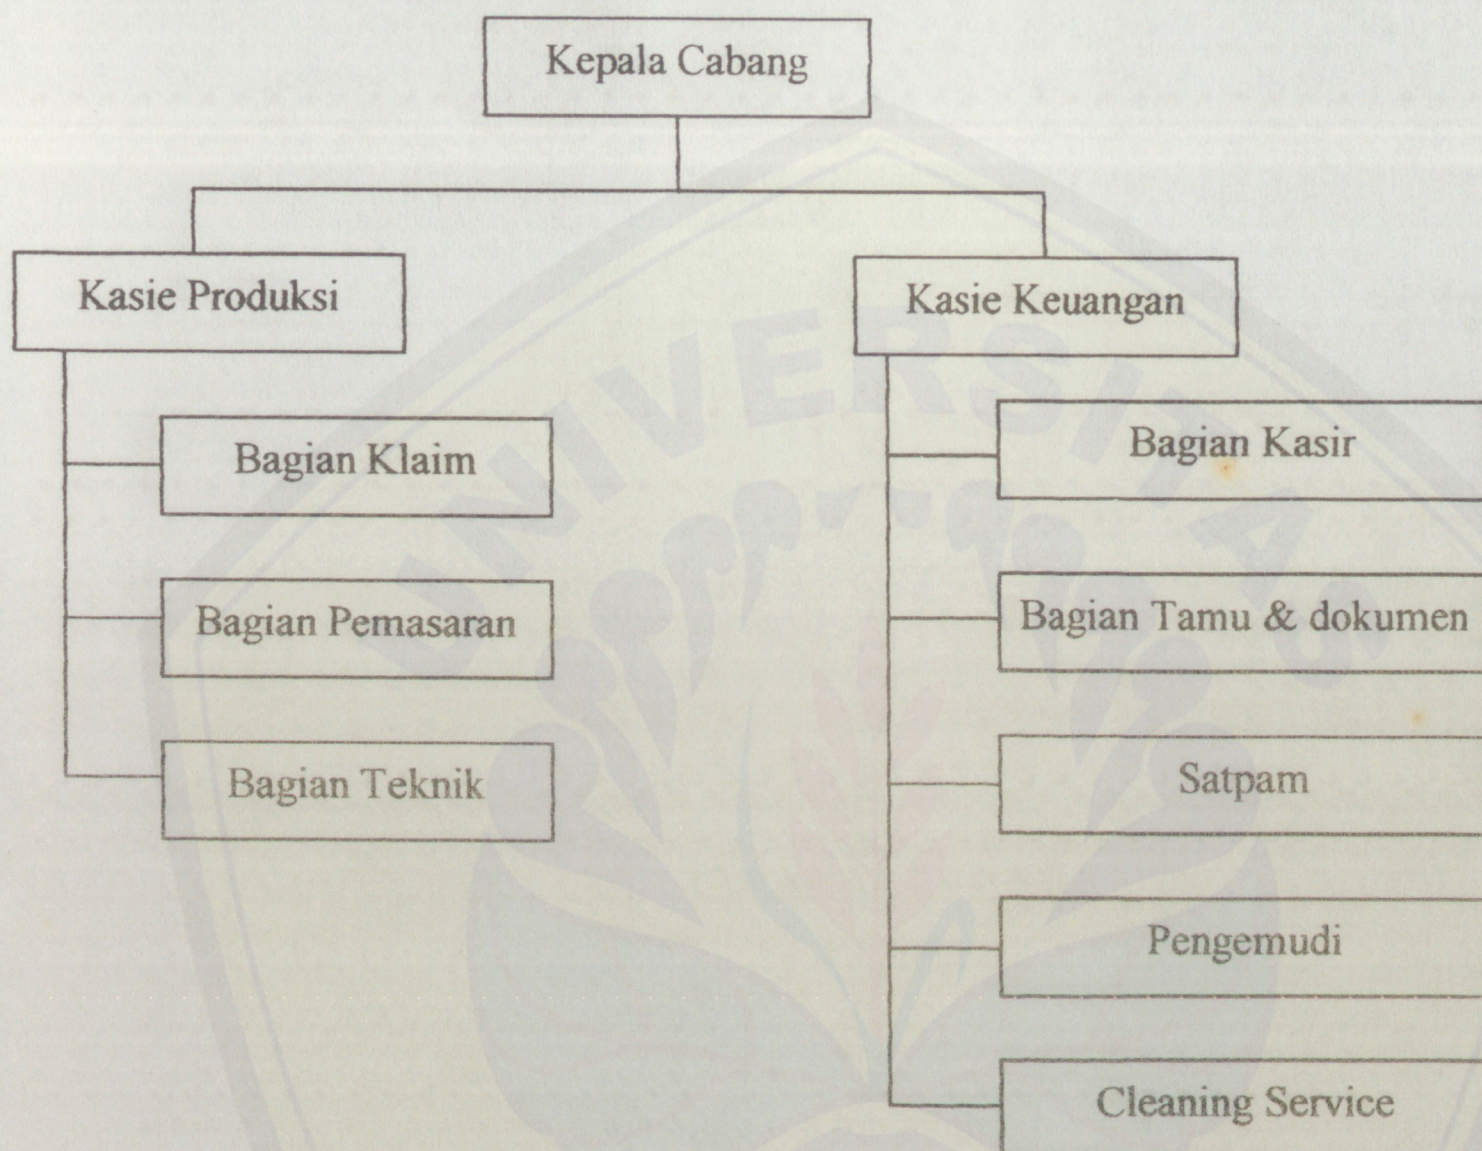 Kepala Cabang
Kasie Produksi
Kasie Keuangan
Bagian Klaim
Bagian Kasir
Bagian Pemasaran
Bagian Tamu & dokumen
Bagian Teknik
Satpam
Pengemudi
Cleaning Service
UNIVERSITAS